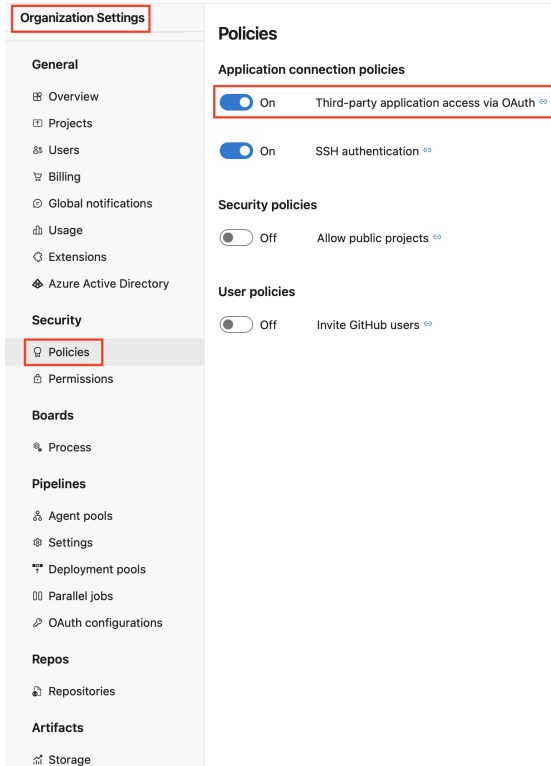 Organization Settings
General
Overview
Projects
Users
Billing
Global notifications
Usage
Extensions
Azure Active Directory
Security
Policies
Permissions
Boards
Process
Pipelines
Agent pools
Settings
Deployment pools
Parallel jobs
OAuth configurations
Repos
Repositories
Artifacts
Storage
Policies
Application connection policies
On Third-party application access via OAuth
On SSH authentication
Security policies
Off Allow public projects
User policies
Off Invite GitHub users